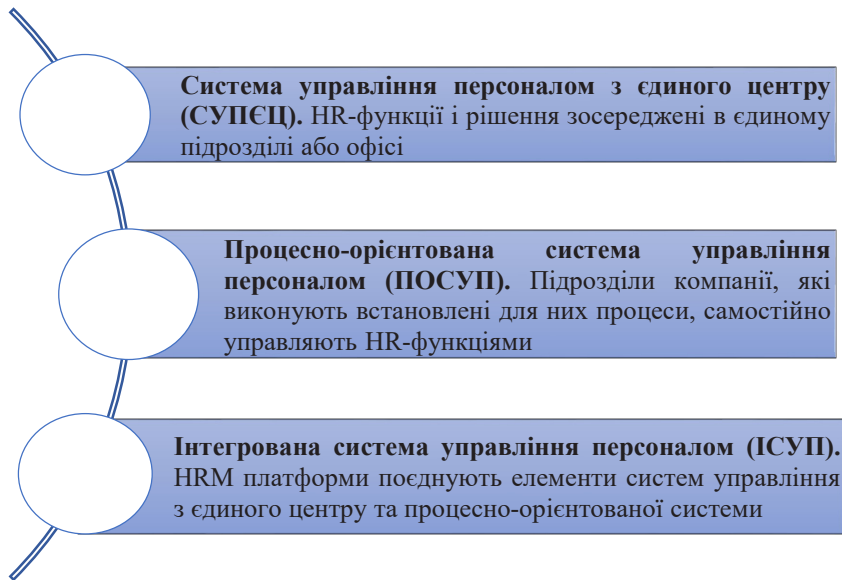 Система управління персоналом з єдиного центру
(СУПЄЦ). HR-функції і рішення зосереджені в єдиному
підрозділі або офісі
Процесно-орієнтована система управління
персоналом (ПОСУП). Підрозділи компанії, які
виконують встановлені для них процеси, самостійно
управляють HR-функціями
Інтегрована система управління персоналом (ІСУП).
HRM платформи поєднують елементи систем управління
з єдиного центру та процесно-орієнтованої системи